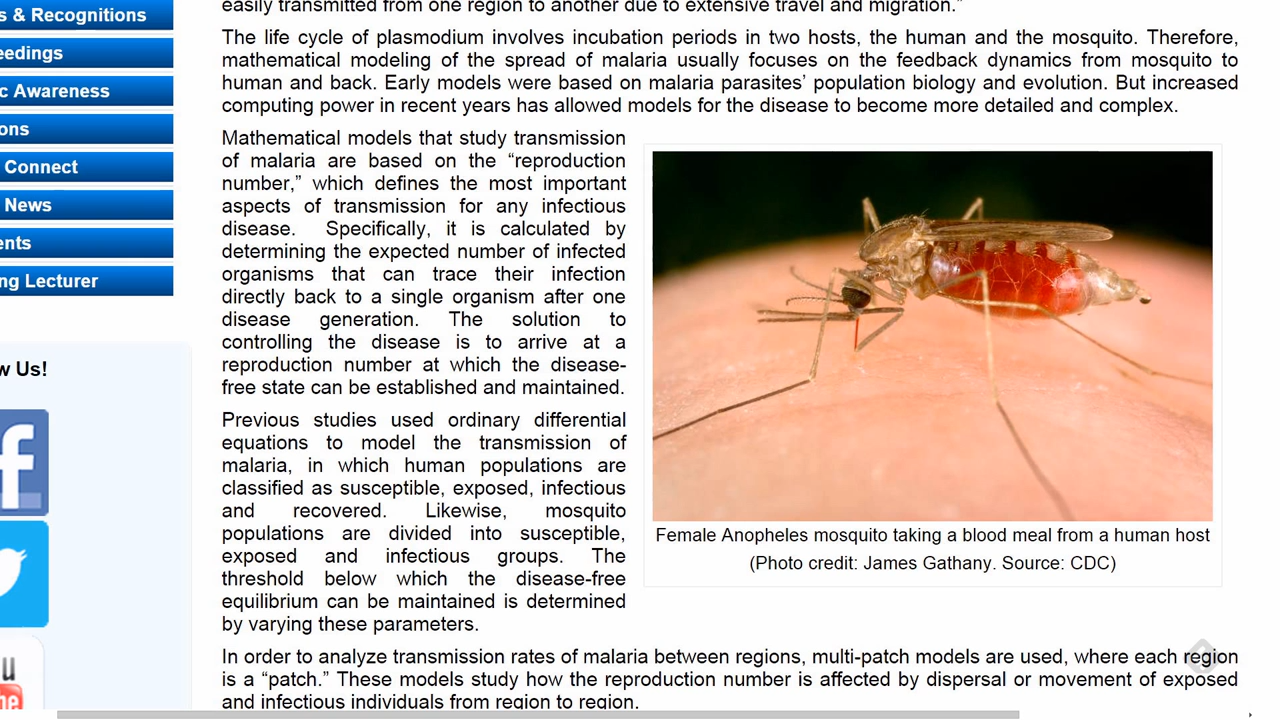 s & Recognitions
eedings
c Awareness
ons
Connect
News
ents
ng Lecturer
w Us!
easily transmitted from one region to another due to extensive travel and migration.”
The life cycle of plasmodium involves incubation periods in two hosts, the human and the mosquito. Therefore,
mathematical modeling of the spread of malaria usually focuses on the feedback dynamics from mosquito to
human and back. Early models were based on malaria parasites’ population biology and evolution. But increased
computing power in recent years has allowed models for the disease to become more detailed and complex.
Mathematical models that study transmission
of malaria are based on the “reproduction
number,” which defines the most important
aspects of transmission for any infectious
disease. Specifically, it is calculated by
determining the expected number of infected
organisms that can trace their infection
directly back to a single organism after one
disease generation. The solution to
controlling the disease is to arrive at a
reproduction number at which the disease-
free state can be established and maintained.
Previous studies used ordinary differential
equations to model the transmission of
malaria, in which human populations are
classified as susceptible, exposed, infectious
and recovered. Likewise, mosquito
populations are divided into susceptible,
exposed and infectious groups. The
threshold below which the disease-free
equilibrium can be maintained is determined
by varying these parameters.
Female Anopheles mosquito taking a blood meal from a human host
(Photo credit: James Gathany. Source: CDC)
In order to analyze transmission rates of malaria between regions, multi-patch models are used, where each region
is a “patch.” These models study how the reproduction number is affected by dispersal or movement of exposed
and infectious individuals from region to region.